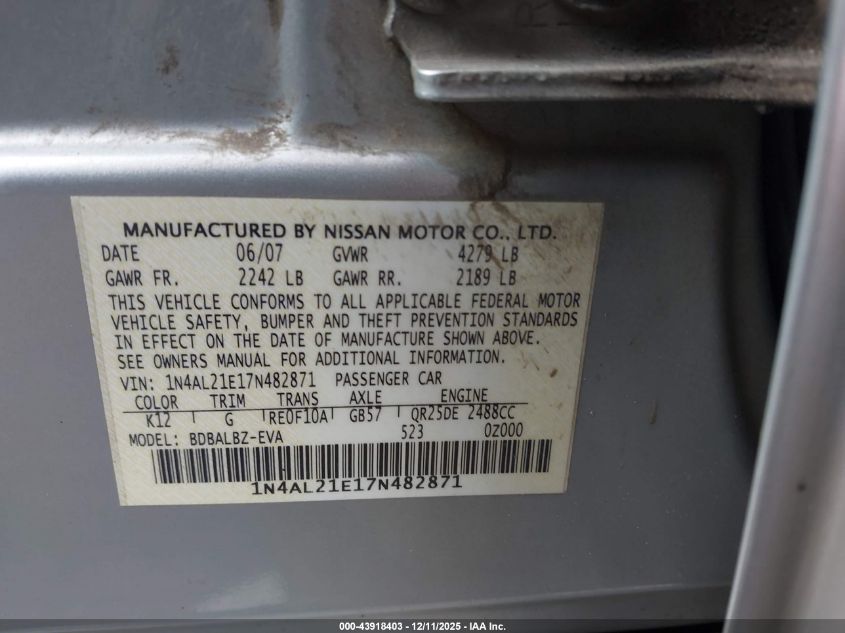 MANUFACTURED BY NISSAN MOTOR CO., LTD.
DATE 06/07 GVWR 4279 LB
GAWR FR. 2242 LB GAWR RR. 2189 LB
THIS VEHICLE CONFORMS TO ALL APPLICABLE FEDERAL MOTOR
VEHICLE SAFETY, BUMPER AND THEFT PREVENTION STANDARDS
IN EFFECT ON THE DATE OF MANUFACTURE SHOWN ABOVE.
SEE OWNERS MANUAL FOR ADDITIONAL INFORMATION.
VIN: 1N4AL21E17N482871 PASSENGER CAR
COLOR TRIM TRANS AXLE ENGINE
K12 G RE0F10A GB57 QR25DE 2488CC
MODEL: BDBALBZ-EVA 523 0Z000
1N4AL21E17N482871
000-43918403 - 12/11/2025 - IAA Inc.